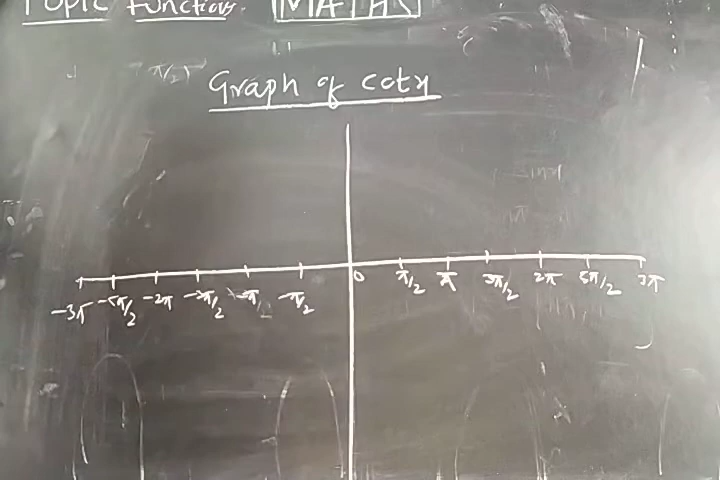 Topic Functions. MATHS
Graph of cotx
-3π -5π/2 -2π -3π/2 -π -π/2 0 π/2 π 3π/2 2π 5π/2 3π